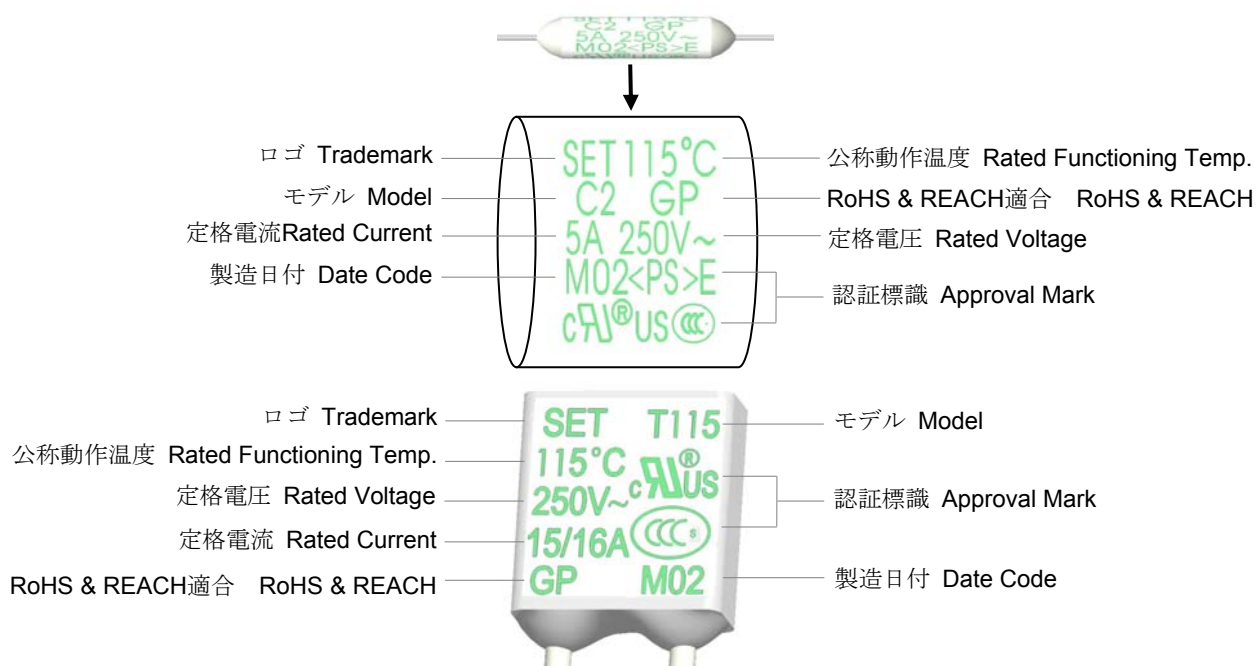 C2 GP
5A 250V~
M02<PS>E
ロゴ Trademark SET 115℃ 公称動作温度 Rated Functioning Temp.
モデル Model C2 GP RoHS & REACH適合 RoHS & REACH
定格電流Rated Current 5A 250V~ 定格電圧 Rated Voltage
製造日付 Date Code M02<PS>E
認証標識 Approval Mark
c ® US CCC
ロゴ Trademark SET T115 モデル Model
公称動作温度 Rated Functioning Temp. 115℃ c ® US
定格電圧 Rated Voltage 250V~ 認証標識 Approval Mark
定格電流 Rated Current 15/16A CCC S
RoHS & REACH適合 RoHS & REACH GP M02 製造日付 Date Code